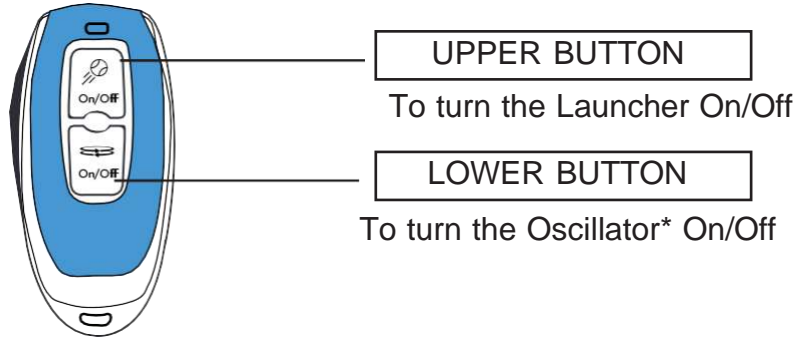 UPPER BUTTON
On/Off
To turn the Launcher On/Off
LOWER BUTTON
On/Off
To turn the Oscillator* On/Off